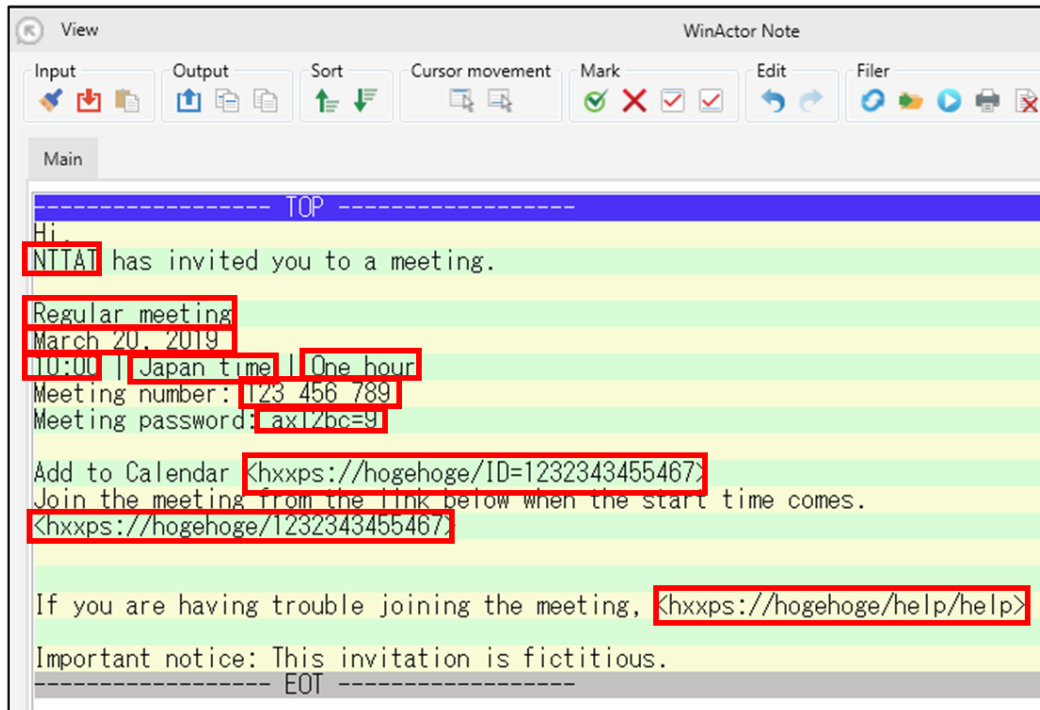 View WinActor Note
Input Output Sort Cursor movement Mark Edit Filer
Main
------------------ TOP ------------------
Hi,
NTTAT has invited you to a meeting.
Regular meeting
March 20, 2019
10:00 | Japan time | One hour
Meeting number: 123 456 789
Meeting password: ax12bc=9
Add to Calendar <hxxps://hogehoge/ID=1232343455467>
Join the meeting from the link below when the start time comes.
<hxxps://hogehoge/1232343455467>
If you are having trouble joining the meeting, <hxxps://hogehoge/help/help>
Important notice: This invitation is fictitious.
------------------ EOT ------------------